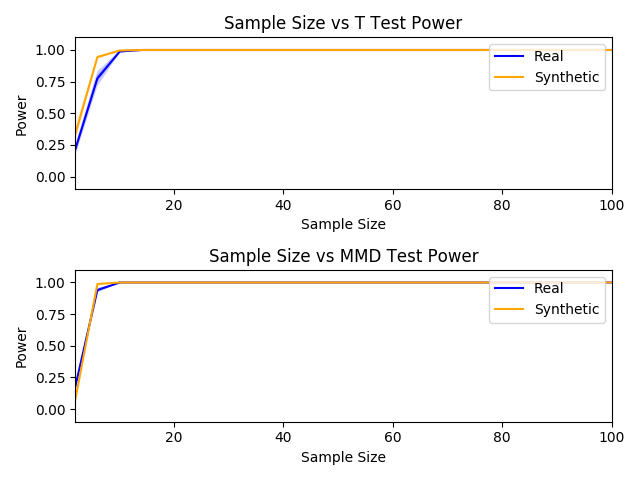 Sample Size vs T Test Power
1.00
0.75
0.50
0.25
0.00
Power
Real
Synthetic
20 40 60 80 100
Sample Size
Sample Size vs MMD Test Power
1.00
0.75
0.50
0.25
0.00
Power
Real
Synthetic
20 40 60 80 100
Sample Size